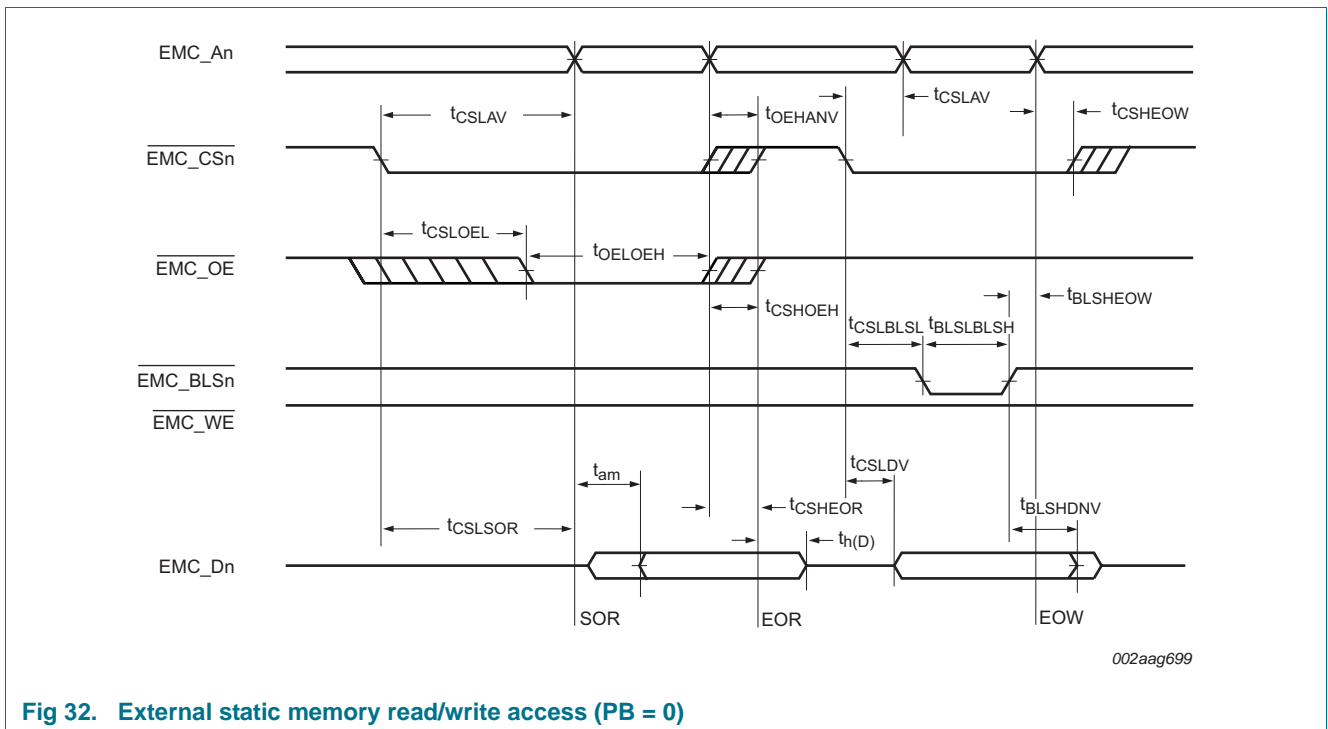 EMC_An
tCSLAV
tOEHANV
tCSLAV
tCSHEOW
EMC_CSn
tCSLOEL
tOELOEH
EMC_OE
tCSHOEH
tBLSHEOW
tCSLBLSL
tBLSLBLSH
EMC_BLSn
EMC_WE
tam
tCSLDV
tCSLSOR
tCSHEOR
tBLSHDNV
th(D)
EMC_Dn
SOR
EOR
EOW
002aag699
Fig 32. External static memory read/write access (PB = 0)